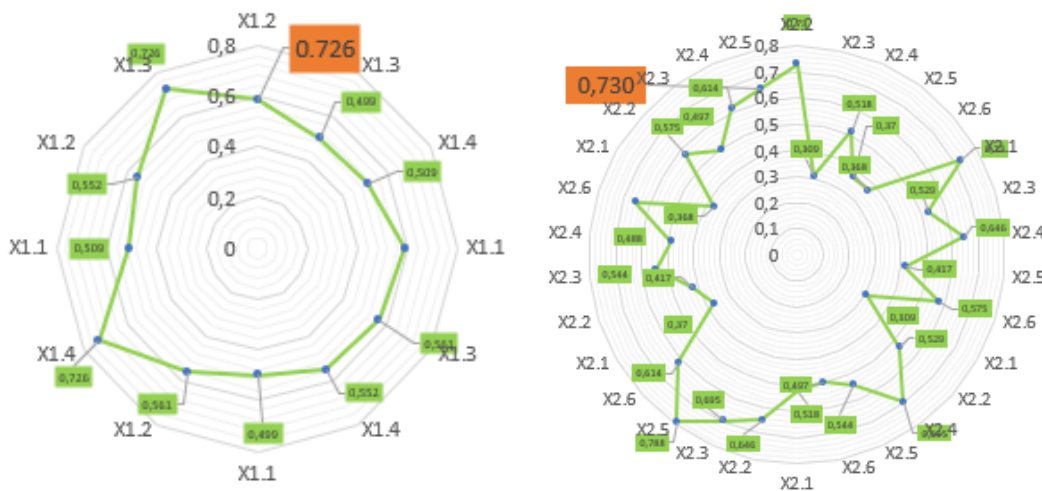 X1.2
0,8
0.726
0.726
X1.3
X1.3
0,6
0,499
X1.2
0,4
X1.4
0,552
0,509
0,2
X1.1
0,509
0
X1.1
0,561
X1.3
X1.4
0,726
0,561
0,552
X1.2
0,499
X1.4
X1.1
X2.2
0,8
X2.5
X2.3
X2.4
X2.4
0,7
0,730
X2.3
0,614
0,6
X2.5
X2.2
0,497
0,518
X2.6
0,575
0,5
0,37
X2.1
0,4
0,309
X2.1
0,368
0,3
X2.6
0,529
X2.3
0,368
0,2
0,646
X2.4
0,488
0,1
X2.4
0,417
0
X2.3
0,544
0,417
X2.5
0,575
X2.2
0,309
X2.6
0,37
0,529
X2.1
0,614
X2.6
0,497
X2.2
0,695
0,518
X2.5
0,544
X2.4
0,788
X2.3
0,646
X2.5
X2.2
X2.6
X2.1